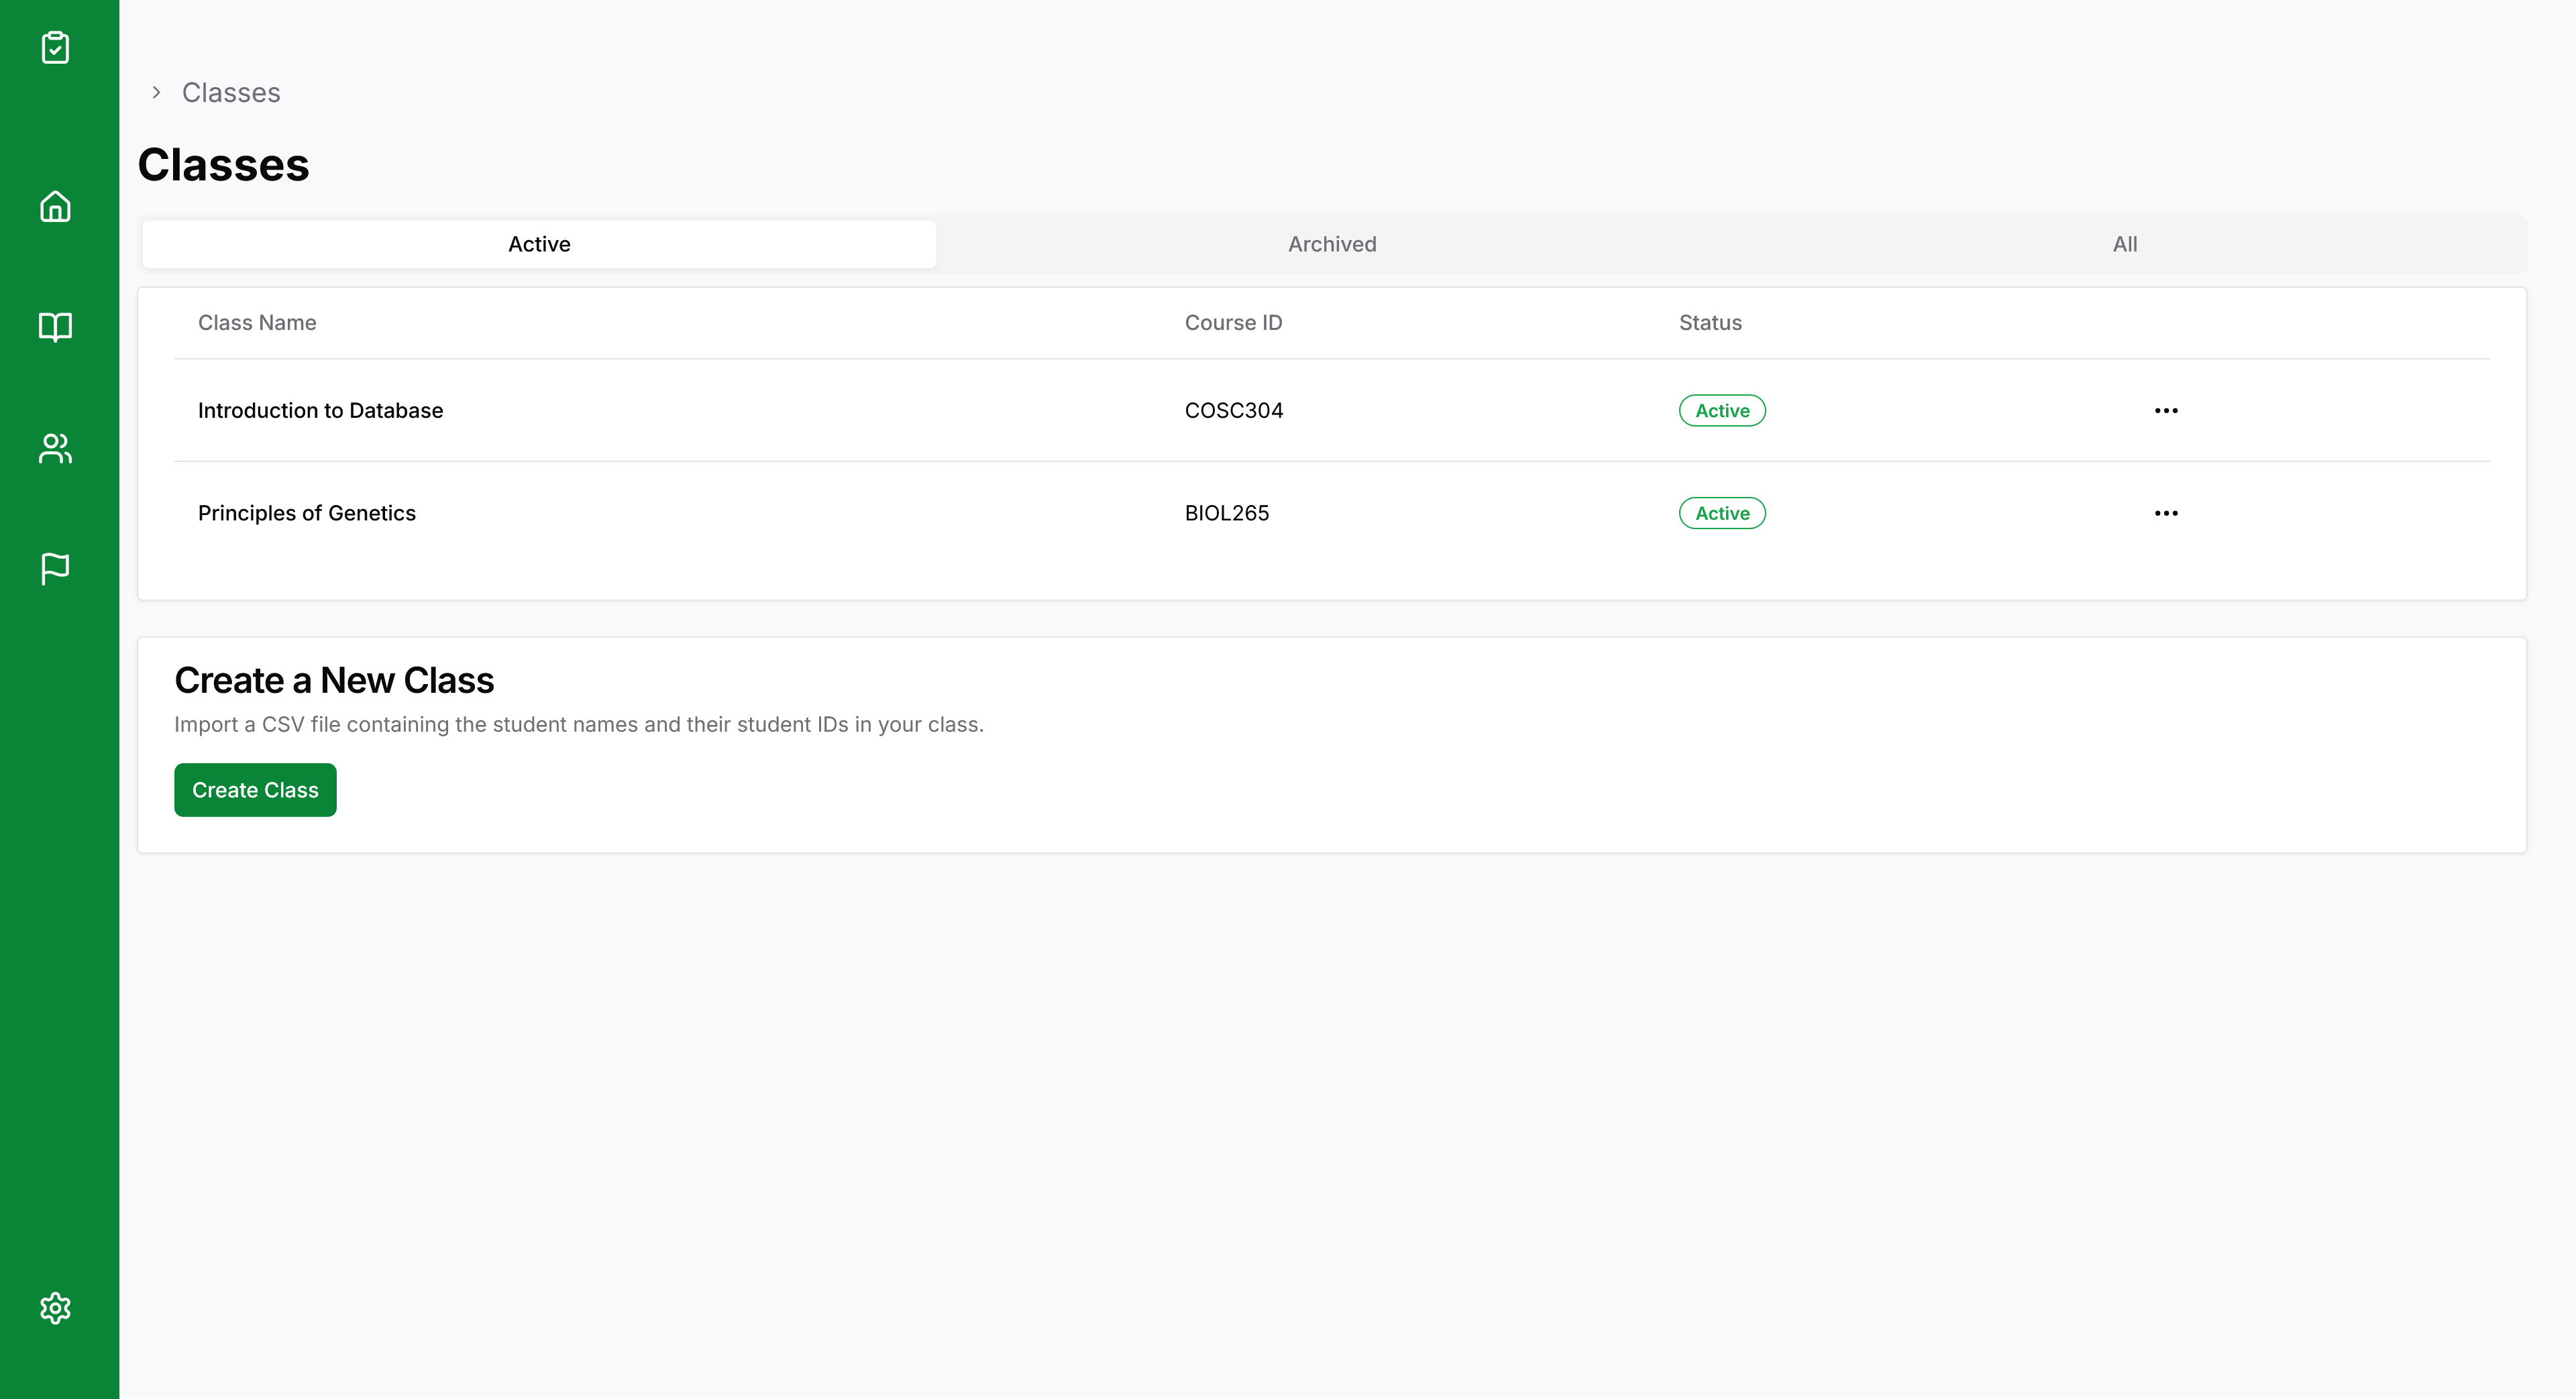 Classes
Classes
Active Archived All
Class Name Course ID Status
Introduction to Database COSC304 Active
Principles of Genetics BIOL265 Active
Create a New Class
Import a CSV file containing the student names and their student IDs in your class.
Create Class